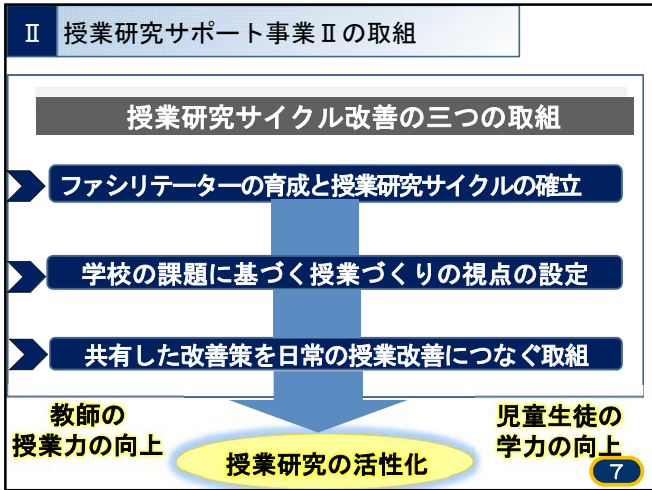 Ⅱ 授業研究サポート事業Ⅱの取組
授業研究サイクル改善の三つの取組
ファシリテーターの育成と授業研究サイクルの確立
学校の課題に基づく授業づくりの視点の設定
共有した改善策を日常の授業改善につなぐ取組
教師の
授業力の向上
児童生徒の
学力の向上
授業研究の活性化
7